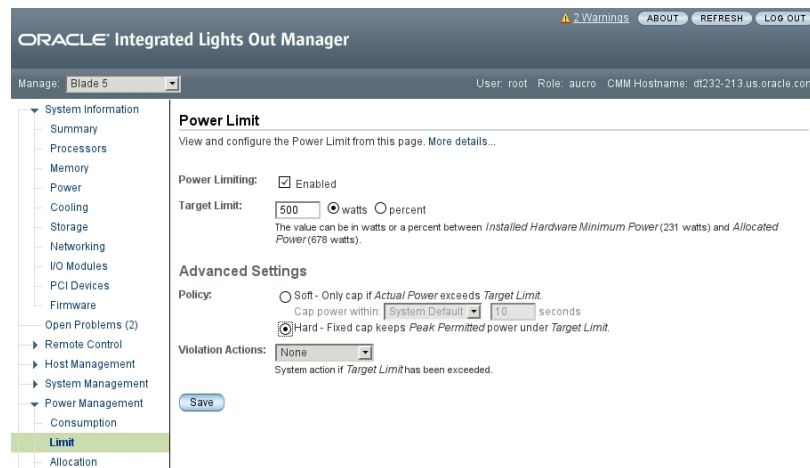 2 Warnings ABOUT REFRESH LOG OUT
ORACLE Integrated Lights Out Manager
Manage: Blade 5
User: root Role: aucro CMM Hostname: dt232-213.us.oracle.com
System Information
Summary
Processors
Memory
Power
Cooling
Storage
Networking
I/O Modules
PCI Devices
Firmware
Open Problems (2)
Remote Control
Host Management
System Management
Power Management
Consumption
Limit
Allocation
Power Limit
View and configure the Power Limit from this page. More details...
Power Limiting: Enabled
Target Limit: 500 watts percent
The value can be in watts or a percent between Installed Hardware Minimum Power (231 watts) and Allocated
Power (678 watts).
Advanced Settings
Policy: Soft - Only cap if Actual Power exceeds Target Limit.
Cap power within: System Default 10 seconds
Hard - Fixed cap keeps Peak Permitted power under Target Limit.
Violation Actions: None
System action if Target Limit has been exceeded.
Save